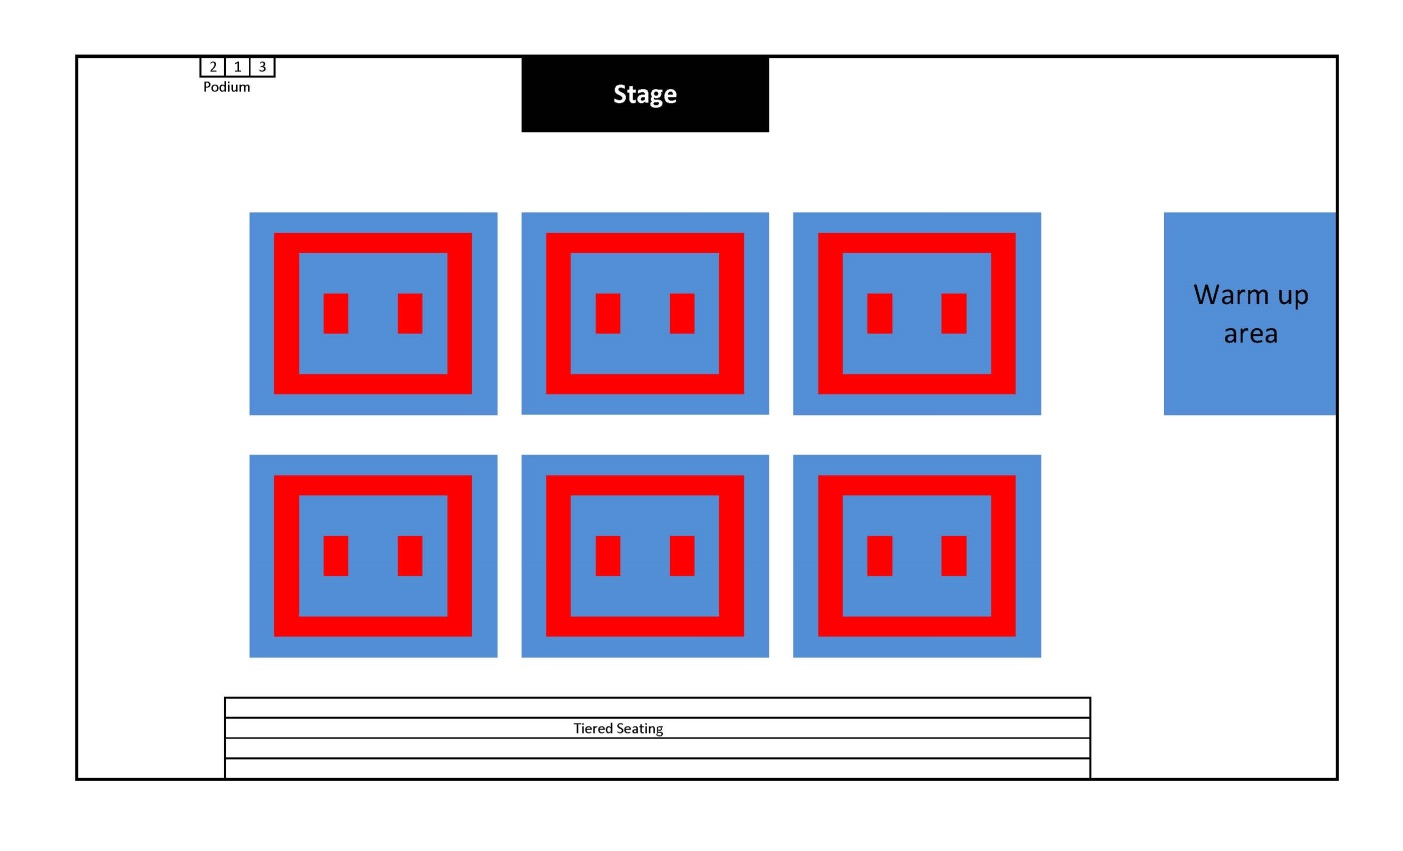 2 1 3
Podium
Stage
Warm up
area
Tiered Seating